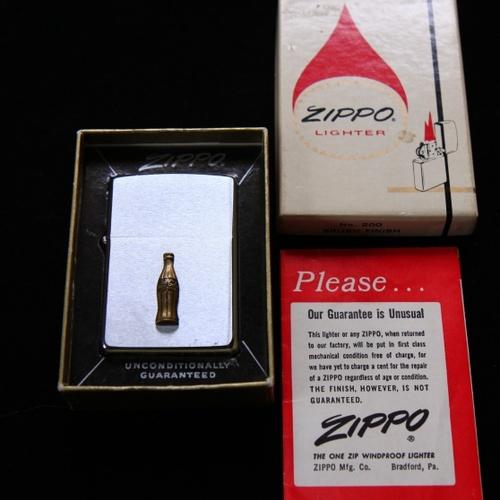 ZIPPO
UNCONDITIONALLY
GUARANTEED
ZIPPO®
LIGHTER
No. 200
BRUSH FINISH
Please...
Our Guarantee is Unusual
This lighter or any ZIPPO, when returned
to our factory, will be put in first class
mechanical condition free of charge, for
we have yet to charge a cent for the repair
of a ZIPPO regardless of age or condition.
THE FINISH, HOWEVER, IS NOT
GUARANTEED.
ZIPPO®
THE ONE ZIP WINDPROOF LIGHTER
ZIPPO Mfg. Co. Bradford, Pa.